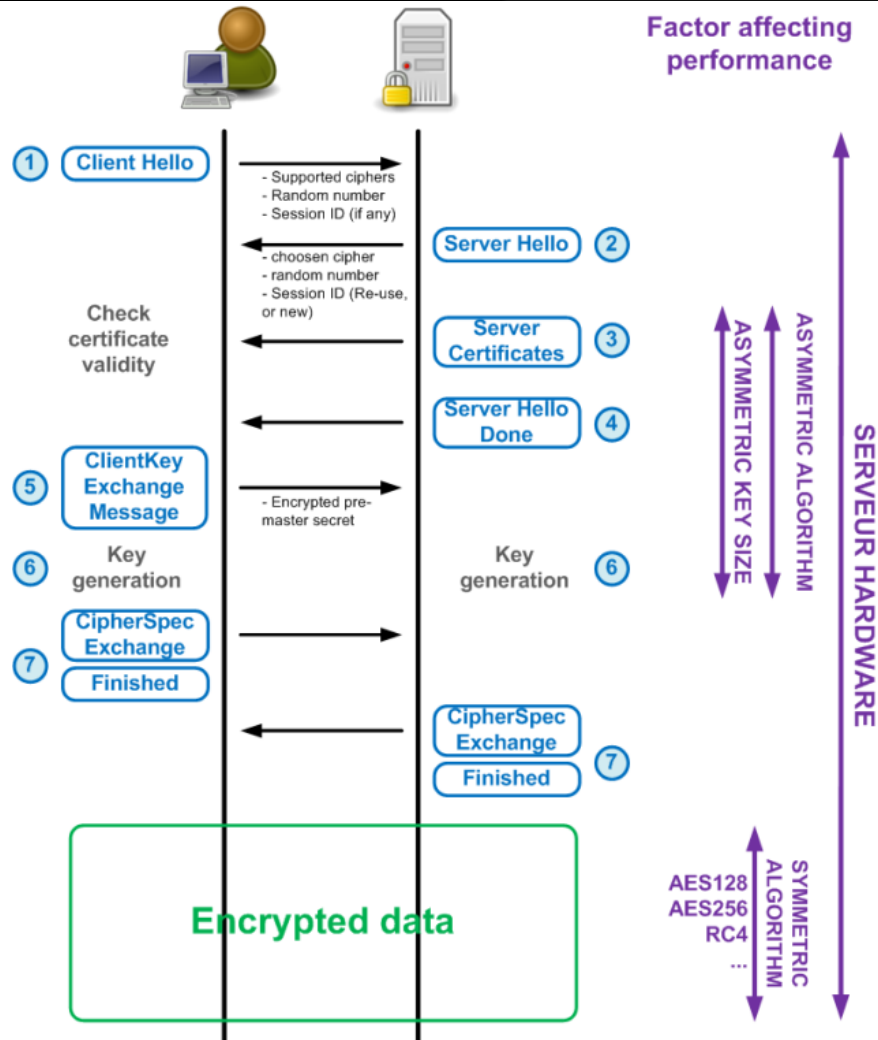 Factor affecting
performance
1
Client Hello
- Supported ciphers
- Random number
- Session ID (if any)
Server Hello
2
- choosen cipher
- random number
- Session ID (Re-use,
or new)
Check
certificate
validity
Server
Certificates
3
Server Hello
Done
4
5
ClientKey
Exchange
Message
- Encrypted pre-
master secret
6
Key
generation
Key
generation
6
CipherSpec
Exchange
7
Finished
CipherSpec
Exchange
7
Finished
Encrypted data
ASYMMETRIC KEY SIZE
ASYMMETRIC ALGORITHM
SERVEUR HARDWARE
AES128
AES256
RC4
...
SYMMETRIC
ALGORITHM